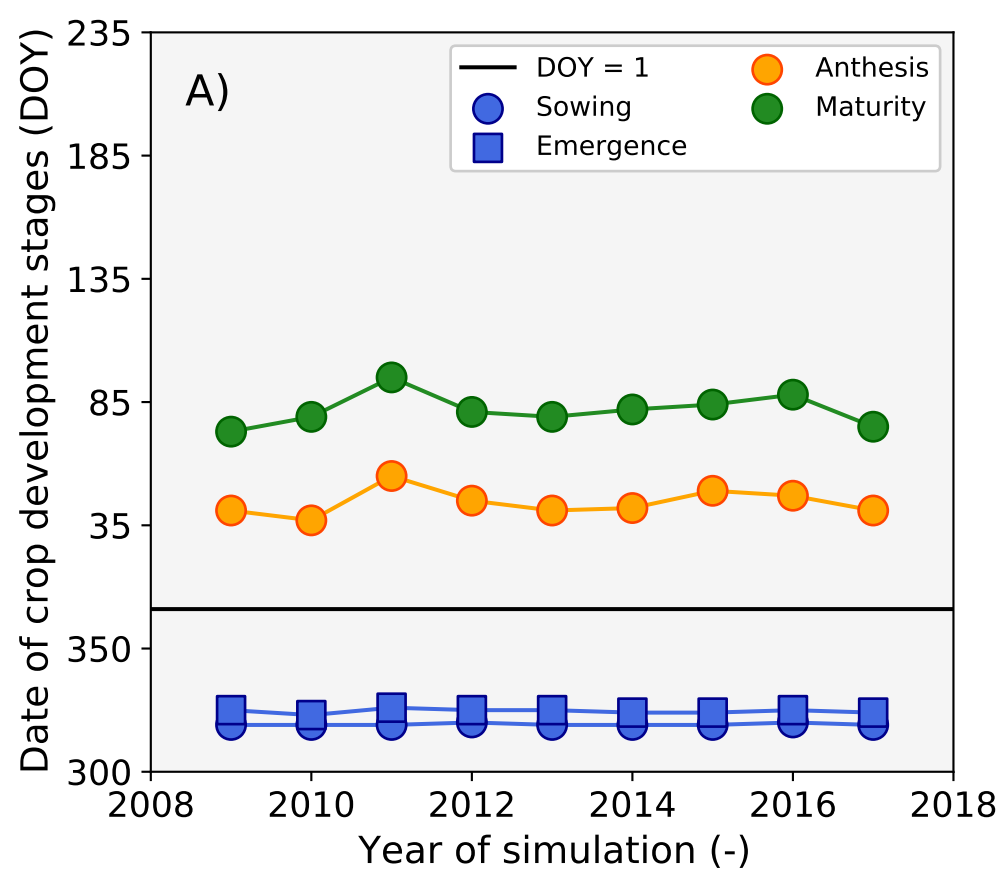 A)
DOY = 1
Sowing
Emergence
Anthesis
Maturity
Date of crop development stages (DOY)
235
185
135
85
35
350
300
2008 2010 2012 2014 2016 2018
Year of simulation (-)